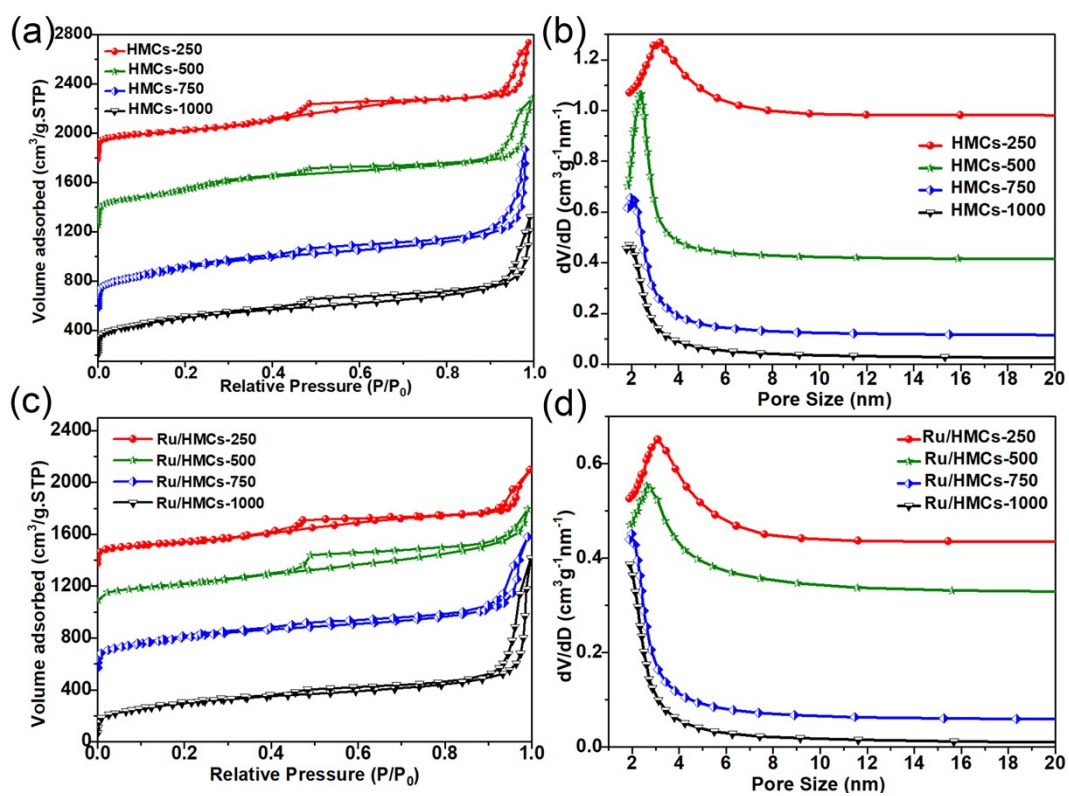 (a)
2800
2400
2000
1600
1200
800
400
0.0 0.2 0.4 0.6 0.8 1.0
Volume adsorbed (cm³/g.STP)
Relative Pressure (P/P₀)
HMCs-250
HMCs-500
HMCs-750
HMCs-1000
(b)
1.2
1.0
0.8
0.6
0.4
0.2
0.0
2 4 6 8 10 12 14 16 18 20
dV/dD (cm³g⁻¹nm⁻¹)
Pore Size (nm)
HMCs-250
HMCs-500
HMCs-750
HMCs-1000
(c)
2400
2000
1600
1200
800
400
0
0.0 0.2 0.4 0.6 0.8 1.0
Volume adsorbed (cm³/g.STP)
Relative Pressure (P/P₀)
Ru/HMCs-250
Ru/HMCs-500
Ru/HMCs-750
Ru/HMCs-1000
(d)
0.6
0.4
0.2
0.0
2 4 6 8 10 12 14 16 18 20
dV/dD (cm³g⁻¹nm⁻¹)
Pore Size (nm)
Ru/HMCs-250
Ru/HMCs-500
Ru/HMCs-750
Ru/HMCs-1000